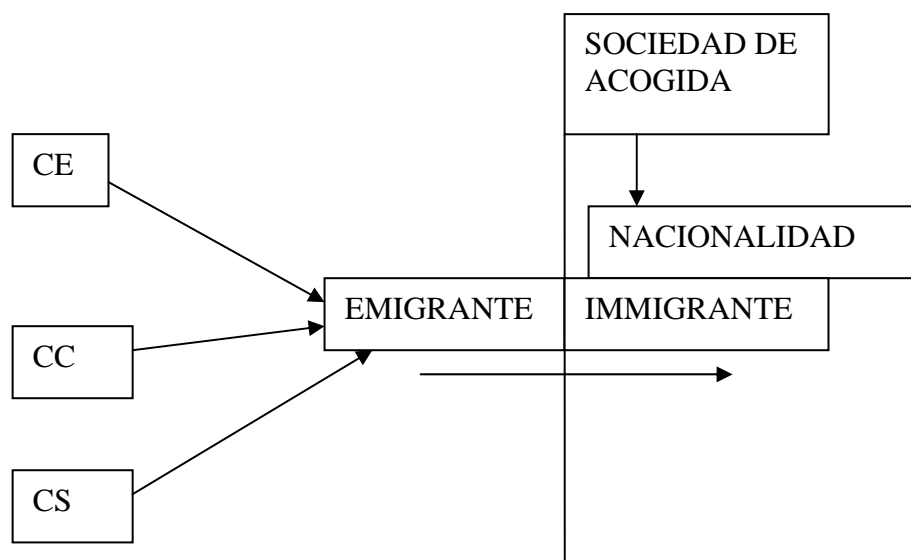 SOCIEDAD DE
ACOGIDA
CE
NACIONALIDAD
EMIGRANTE
IMMIGRANTE
CC
CS